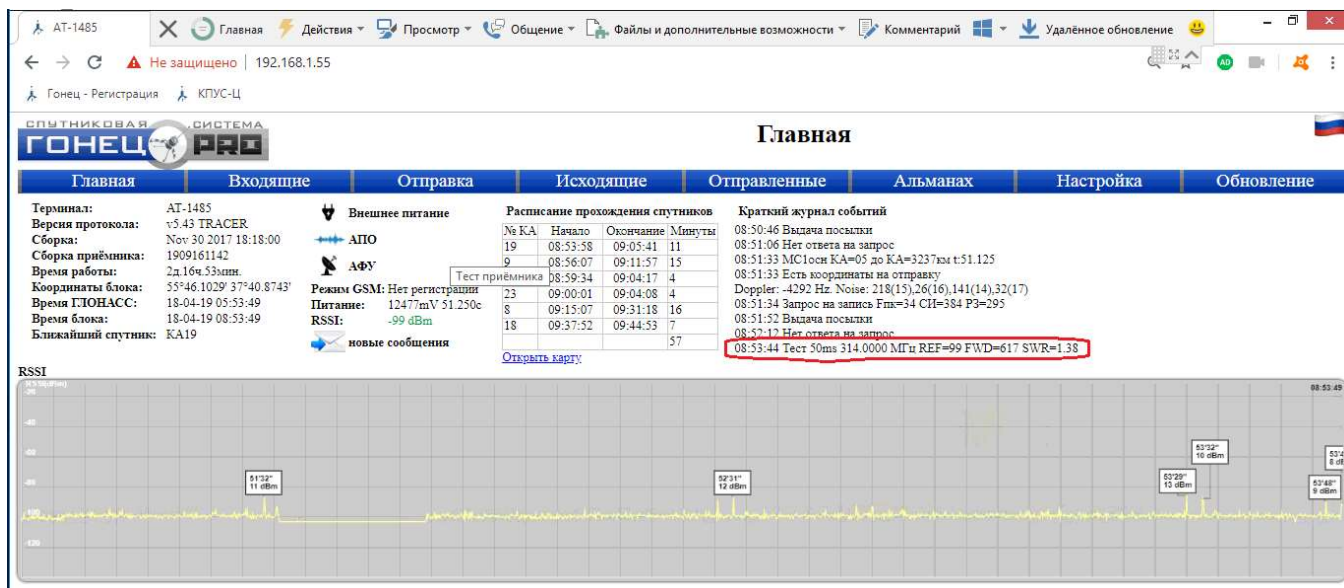 АТ-1485
Главная Действия Просмотр Общение Файлы и дополнительные возможности Комментарий Удалённое обновление
Не защищено 192.168.1.55
AD
Гонец - Регистрация КПУС-Ц
СПУТНИКОВАЯ СИСТЕМА
ГОНЕЦ PRO
Главная
Главная Входящие Отправка Исходящие Отправленные Альманах Настройка Обновление
Терминал: АТ-1485
Версия протокола: v5.43 TRACER
Сборка: Nov 30 2017 18:18:00
Сборка приёмника: 1909161142
Время работы: 2д.16ч.53мин.
Координаты блока: 55°46.1029' 37°40.8743'
Время ГЛОНАСС: 18-04-19 05:53:49
Время блока: 18-04-19 08:53:49
Ближайший спутник: КА19
Внешнее питание
АПО
АФУ
Тест приёмника
Режим GSM: Нет регистрации
Питание: 12477mV 51.250c
RSSI: -99 dBm
новые сообщения
Расписание прохождения спутников
№ КА Начало Окончание Минуты
19 08:53:58 09:05:41 11
9 08:56:07 09:11:57 15
08:59:34 09:04:17 4
23 09:00:01 09:04:08 4
8 09:15:07 09:31:18 16
18 09:37:52 09:44:53 7
57
Открыть карту
Краткий журнал событий
08:50:46 Выдача посылки
08:51:06 Нет ответа на запрос
08:51:33 МС1осн КА=05 до КА=3237км t:51.125
08:51:33 Есть координаты на отправку
Doppler: -4292 Hz. Noise: 218(15),26(16),141(14),32(17)
08:51:34 Запрос на запись Fпк=34 СИ=384 РЗ=295
08:51:52 Выдача посылки
08:52:12 Нет ответа на запрос
08:53:44 Тест 50ms 314.0000 МГц REF=99 FWD=617 SWR=1.38
RSSI
08:53:49
-20
-40
-60
-80
-100
-120
51'32"
11 dBm
52'31"
12 dBm
53'29"
13 dBm
53'32"
10 dBm
53'48"
9 dBm